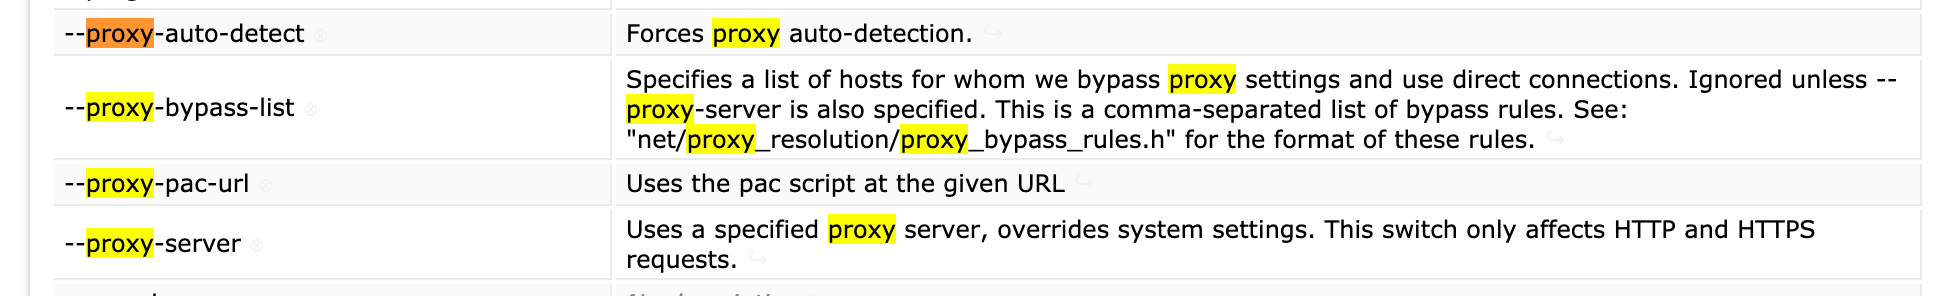 --proxy-auto-detect
Forces proxy auto-detection.
--proxy-bypass-list
Specifies a list of hosts for whom we bypass proxy settings and use direct connections. Ignored unless --
proxy-server is also specified. This is a comma-separated list of bypass rules. See:
"net/proxy_resolution/proxy_bypass_rules.h" for the format of these rules.
--proxy-pac-url
Uses the pac script at the given URL
--proxy-server
Uses a specified proxy server, overrides system settings. This switch only affects HTTP and HTTPS
requests.